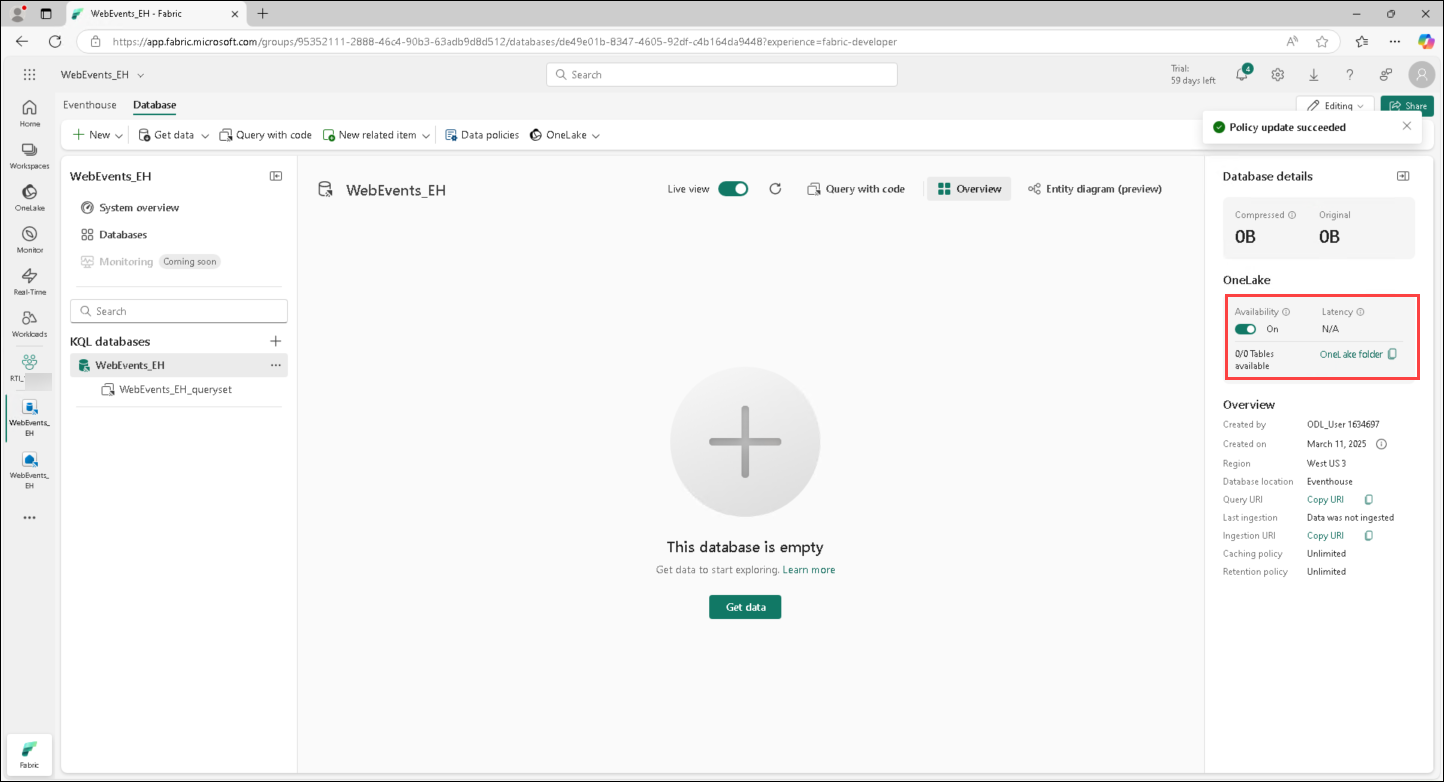 WebEvents_EH - Fabric
https://app.fabric.microsoft.com/groups/95352111-2888-46c4-90b3-63adb9d8d512/databases/de49e01b-8347-4605-92df-c4b164da9448?experience=fabric-developer
WebEvents_EH
Search
Trial:
59 days left
4
Home
Workspaces
OneLake
Monitor
Real-Time
Workloads
RTI_
WebEvents_
EH
WebEvents_
EH
Fabric
Eventhouse Database
Editing
Share
New Get data Query with code New related item Data policies OneLake
Policy update succeeded
WebEvents_EH
System overview
Databases
Monitoring Coming soon
Search
KQL databases
WebEvents_EH
WebEvents_EH_queryset
WebEvents_EH
Live view Query with code Overview Entity diagram (preview)
This database is empty
Get data to start exploring. Learn more
Get data
Database details
Compressed Original
0B 0B
OneLake
Availability Latency
On N/A
0/0 Tables
available
OneLake folder
Overview
Created by ODL_User 1634697
Created on March 11, 2025
Region West US 3
Database location Eventhouse
Query URI Copy URI
Last ingestion Data was not ingested
Ingestion URI Copy URI
Caching policy Unlimited
Retention policy Unlimited